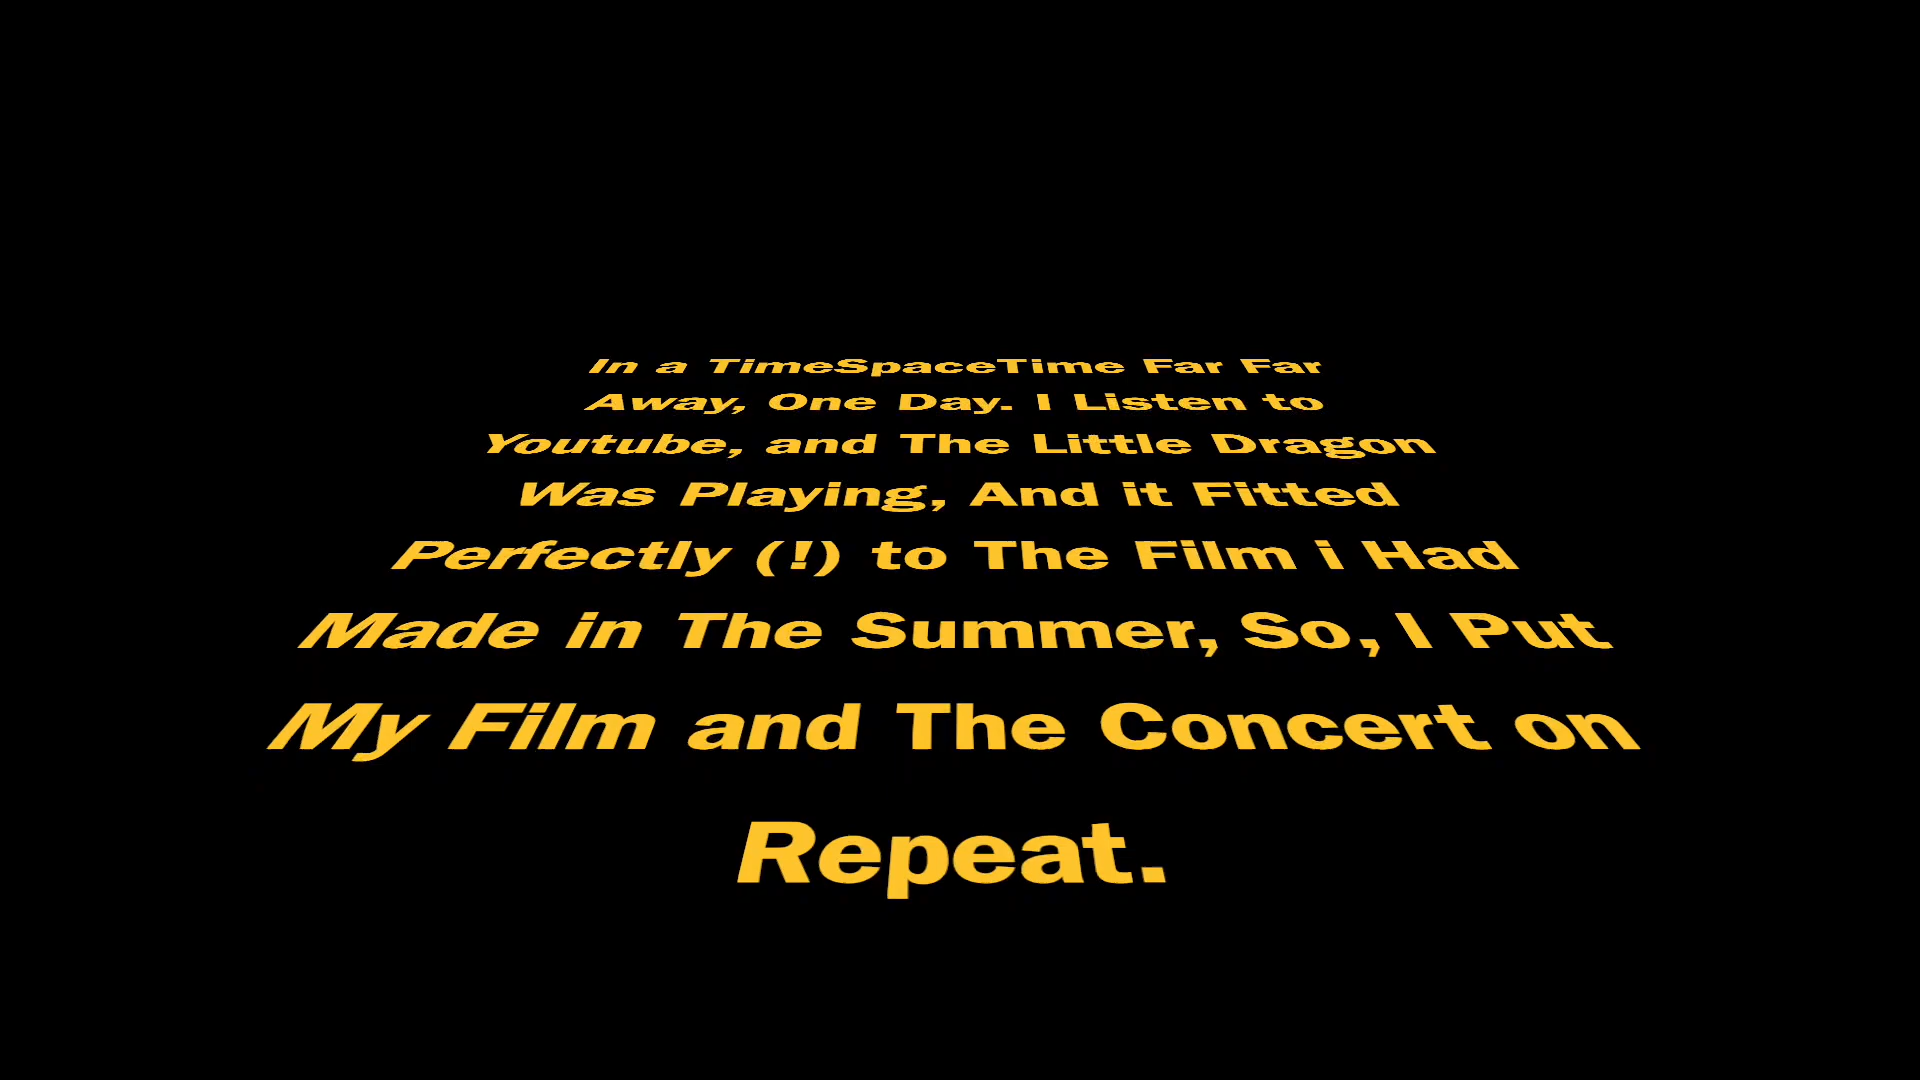 In a TimeSpaceTime Far Far
Away, One Day. I Listen to
Youtube, and The Little Dragon
Was Playing, And it Fitted
Perfectly (!) to The Film i Had
Made in The Summer, So, I Put
My Film and The Concert on
Repeat.